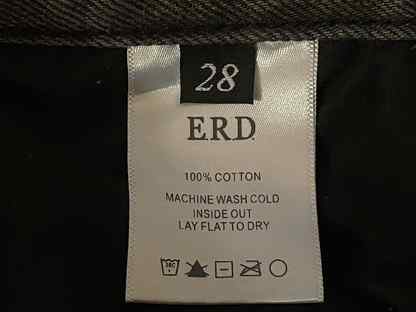 28
ERD
100% COTTON
MACHINE WASH COLD
INSIDE OUT
LAY FLAT TO DRY